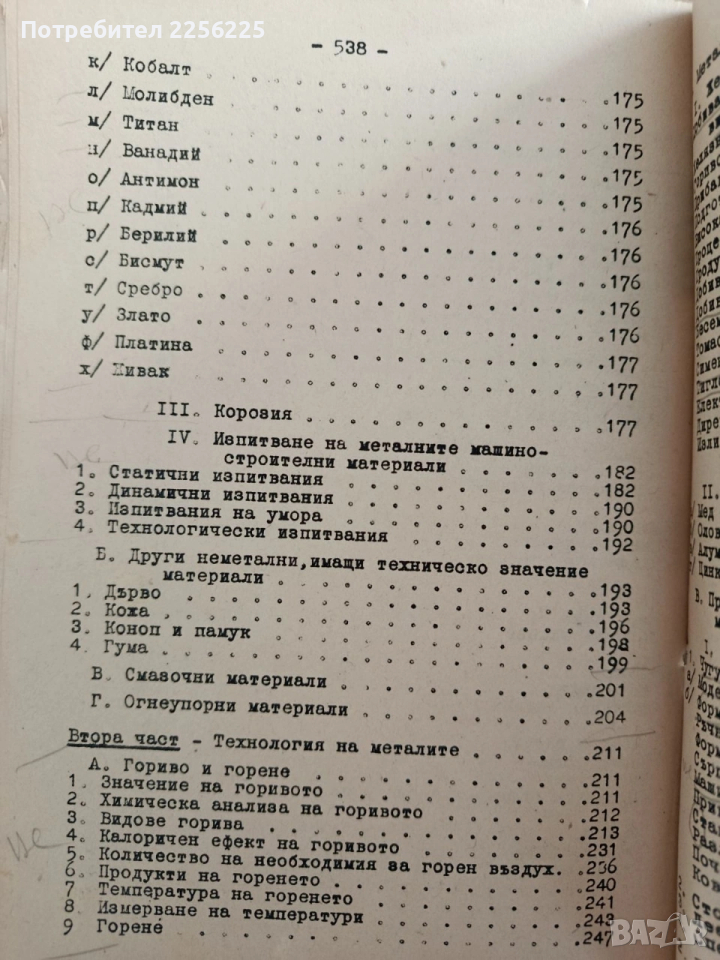 Потребител 2256225
- 538 -
к/ Кобалт . . . . . . . . . . . . 175
л/ Молибден . . . . . . . . . . . 175
м/ Титан . . . . . . . . . . . . 175
н/ Ванадий . . . . . . . . . . . 175
о/ Антимон . . . . . . . . . . . 175
п/ Кадмий . . . . . . . . . . . . 176
р/ Берилий . . . . . . . . . . . 176
с/ Бисмут . . . . . . . . . . . . 176
т/ Сребро . . . . . . . . . . . . 176
у/ Злато . . . . . . . . . . . . 176
ф/ Платина . . . . . . . . . . . 177
х/ Живак . . . . . . . . . . . . 177
III. Корозия . . . . . . . . . . 177
IV. Изпитване на металните машино-
строителни материали . . . . . . 182
1. Статични изпитвания . . . . . 182
2. Динамични изпитвания . . . . . 190
3. Изпитвания на умора . . . . . 190
4. Технологически изпитвания . . 192
Б. Други неметални, имащи техническо значение
материали . . . . . . . . . . . . 193
1. Дърво . . . . . . . . . . . . 193
2. Кожа . . . . . . . . . . . . . 196
3. Коноп и памук . . . . . . . . 198
4. Гума . . . . . . . . . . . . . 199
В. Смазочни материали . . . . . . 201
Г. Огнеупорни материали . . . . . 204
Втора част - Технология на металите . . . 211
А. Гориво и горене . . . . . . . 211
1. Значение на горивото . . . . . 211
2. Химическа анализа на горивото . 212
3. Видове горива . . . . . . . . 213
4. Калоричен ефект на горивото . . 231
5. Количество на необходимия за горен въздух. 236
6. Продукти на горенето . . . . . 240
7 Температура на горенето . . . . 241
8 Измерване на температури . . . . 243
9 Горене . . . . . . . . . . . . 247
BAZAR